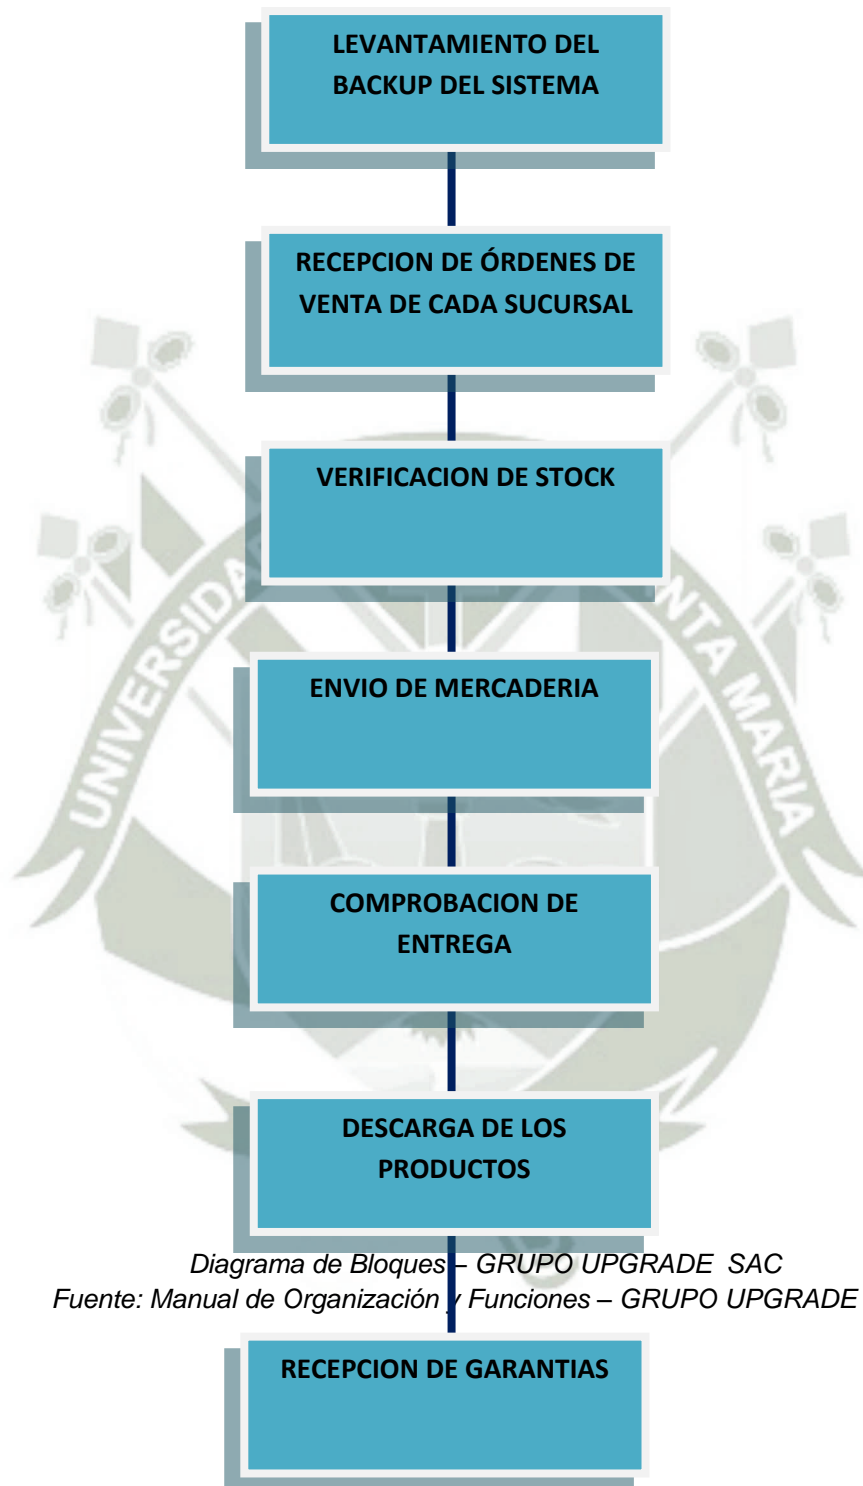 LEVANTAMIENTO DEL
BACKUP DEL SISTEMA
RECEPCION DE ÓRDENES DE
VENTA DE CADA SUCURSAL
VERIFICACION DE STOCK
UNIVERSIDA
NTA MARIA
ENVIO DE MERCADERIA
COMPROBACION DE
ENTREGA
DESCARGA DE LOS
PRODUCTOS
Diagrama de Bloques – GRUPO UPGRADE SAC
Fuente: Manual de Organización y Funciones – GRUPO UPGRADE
RECEPCION DE GARANTIAS